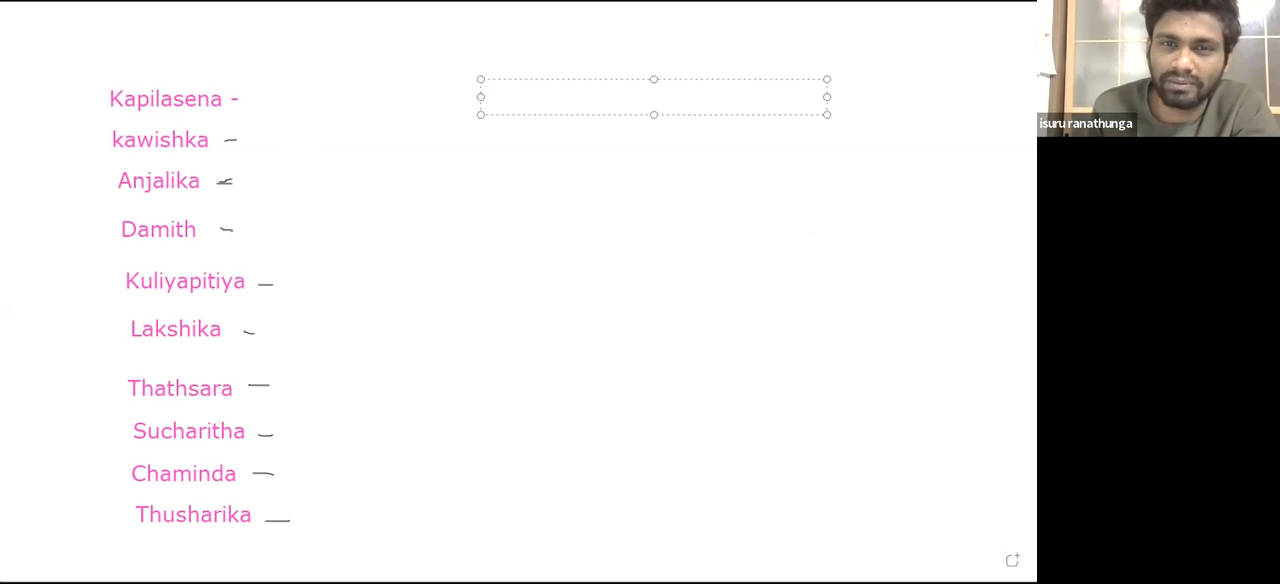 Kapilasena -
kawishka -
Anjalika -
Damith -
Kuliyapitiya -
Lakshika -
Thathsara -
Sucharitha -
Chaminda -
Thusharika -
isuru ranathunga